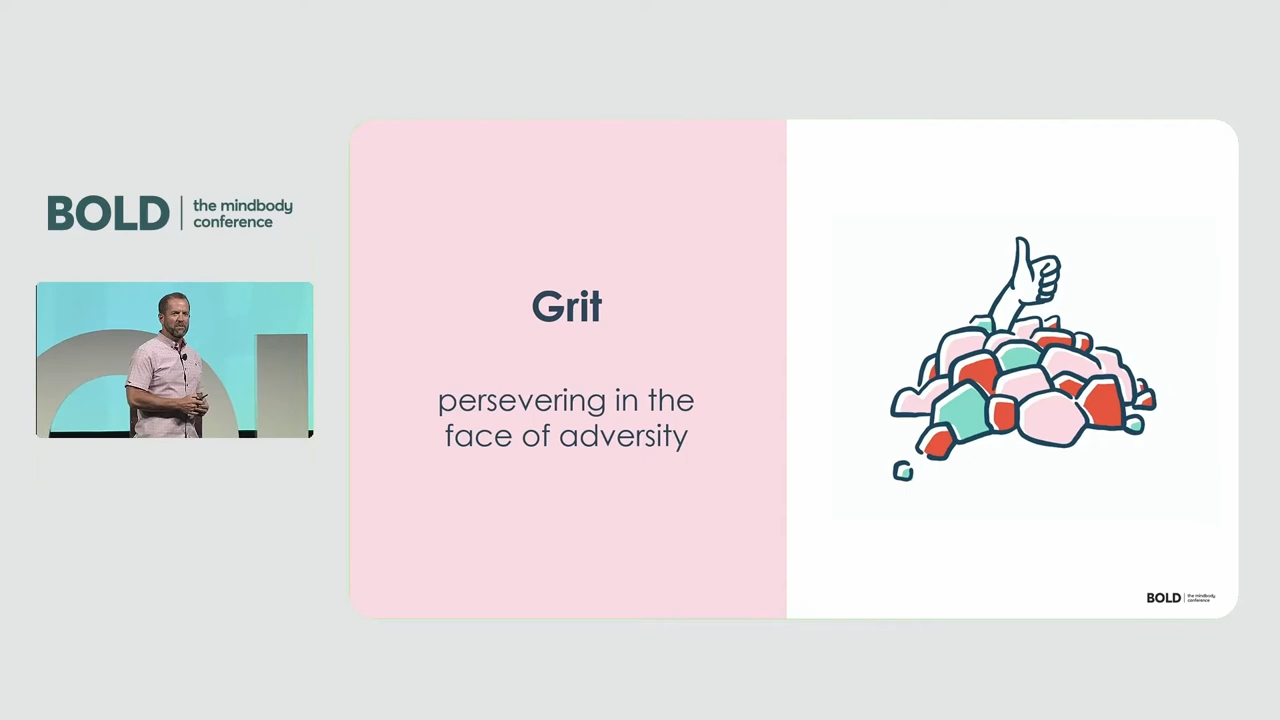 BOLD | the mindbody
conference
Grit
persevering in the
face of adversity
BOLD | the mindbody
conference